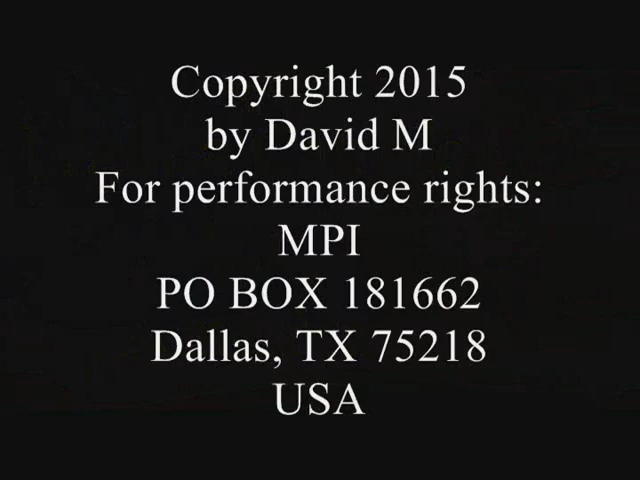 Copyright 2015
by David M
For performance rights:
MPI
PO BOX 181662
Dallas, TX 75218
USA